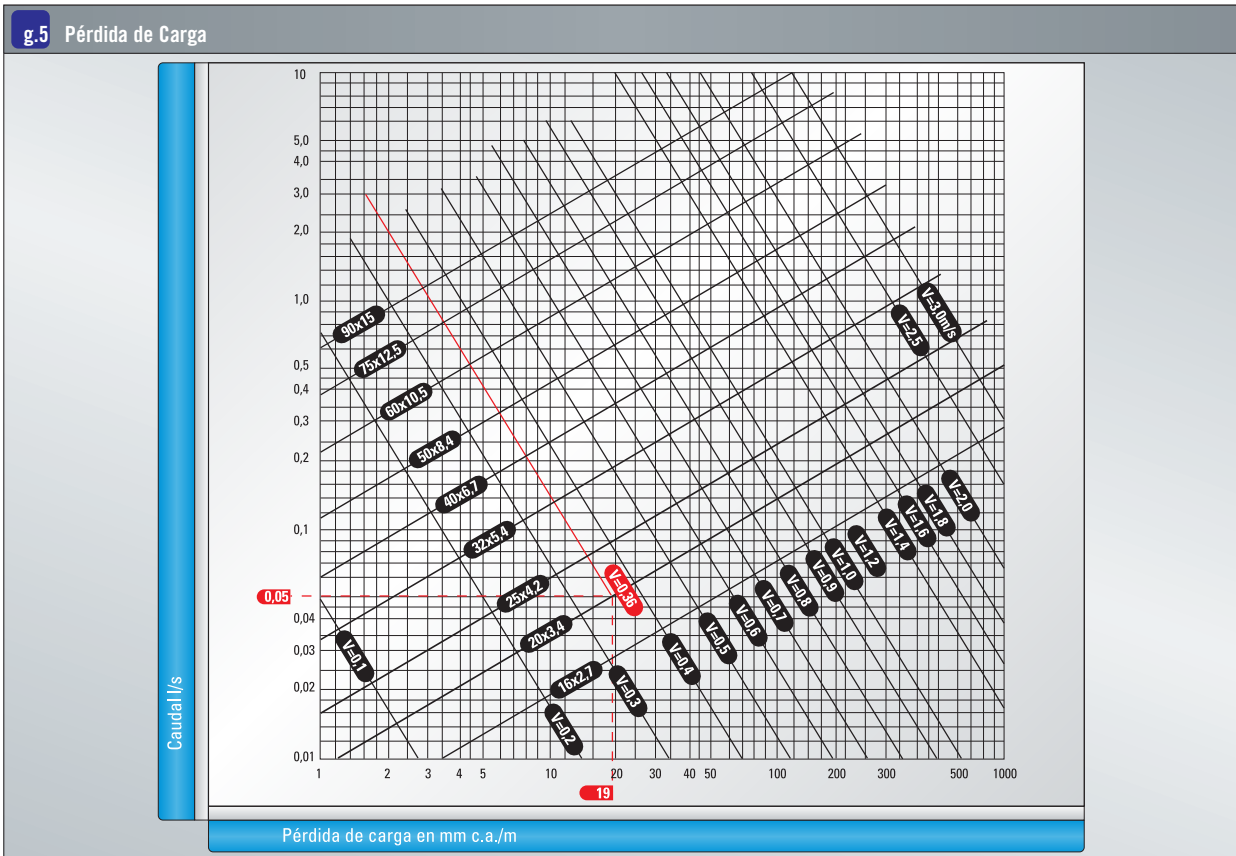 g.5 Pérdida de Carga
10
5,0
4,0
3,0
2,0
1,0
0,5
0,4
0,3
0,2
0,1
0,05
0,04
0,03
0,02
0,01
Caudal l/s
90x15
75x12,5
60x10,5
50x8,4
40x6,7
32x5,4
25x4,2
20x3,4
16x2,7
V=0,1
V=0,2
V=0,3
V=0,36
V=0,4
V=0,5
V=0,6
V=0,7
V=0,8
V=0,9
V=1.0
V=1.2
V=1.4
V=1,6
V=1.8
V=2.0
V=2.5
V=3.0m/s
1 2 3 4 5 10 20 30 40 50 100 200 300 500 1000
19
Pérdida de carga en mm c.a./m